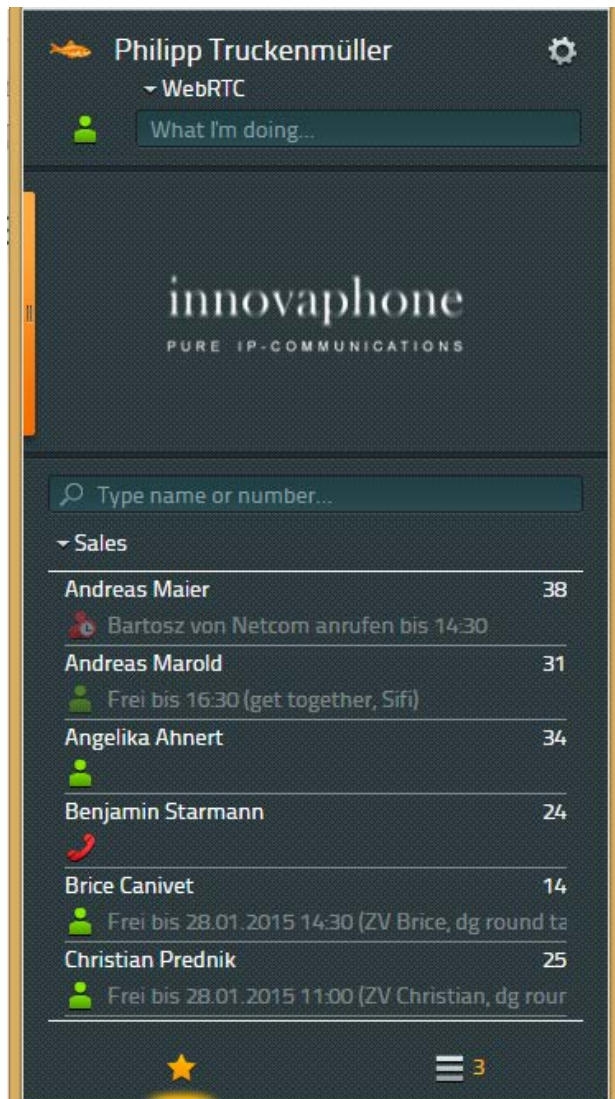 Philipp Truckenmüller
WebRTC
What I'm doing...
innovaphone
PURE IP-COMMUNICATIONS
Type name or number...
Sales
Andreas Maier 38
Bartosz von Netcom anrufen bis 14:30
Andreas Marold 31
Frei bis 16:30 (get together, Sifi)
Angelika Ahnert 34
Benjamin Starmann 24
Brice Canivet 14
Frei bis 28.01.2015 14:30 (ZV Brice, dg round ta
Christian Prednik 25
Frei bis 28.01.2015 11:00 (ZV Christian, dg rour
3